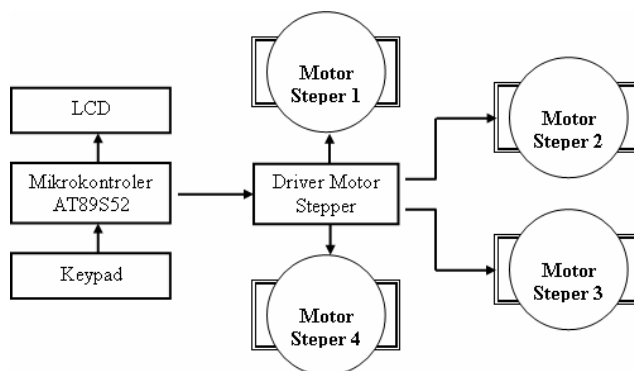 Motor
Steper 1
LCD
Motor
Steper 2
Mikrokontroler
AT89S52
Driver Motor
Stepper
Keypad
Motor
Steper 3
Motor
Steper 4